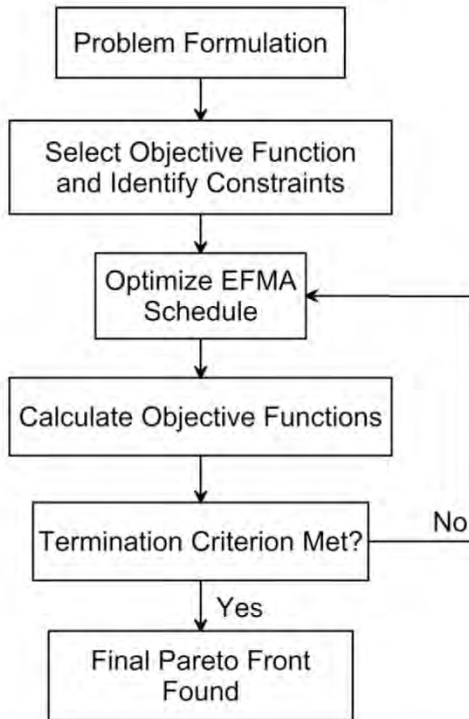 Problem Formulation
Select Objective Function
and Identify Constraints
Optimize EFMA
Schedule
Calculate Objective Functions
Termination Criterion Met?
No
Yes
Final Pareto Front
Found